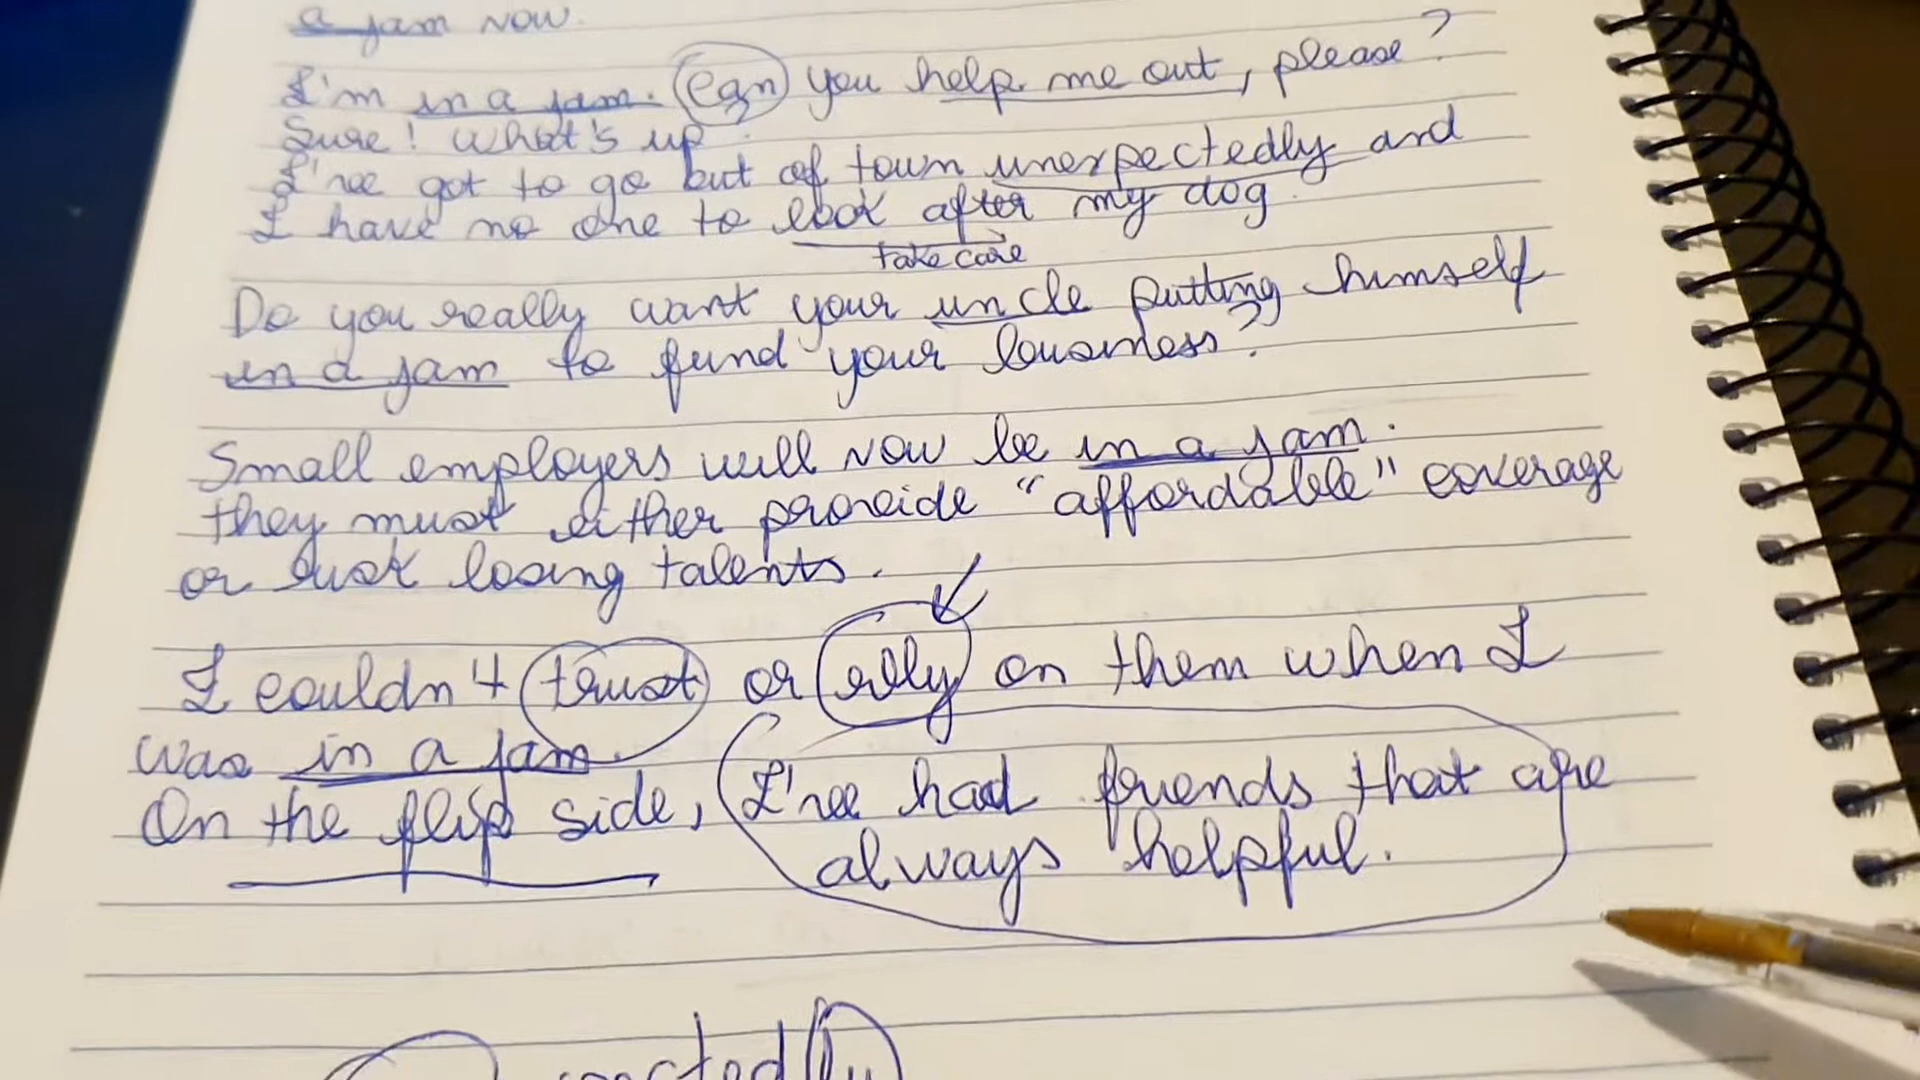 a jam now.
I'm in a jam. Can you help me out, please?
Sure! What's up?
I've got to go out of town unexpectedly and
I have no one to look after my dog.
take care
Do you really want your uncle putting himself
in a jam to fund your business?
Small employers will now be in a jam.
they must either provide "affordable" coverage
or risk losing talents.
I couldn't trust or rely on them when I
was in a jam.
On the flip side, I've had friends that are
always helpful.